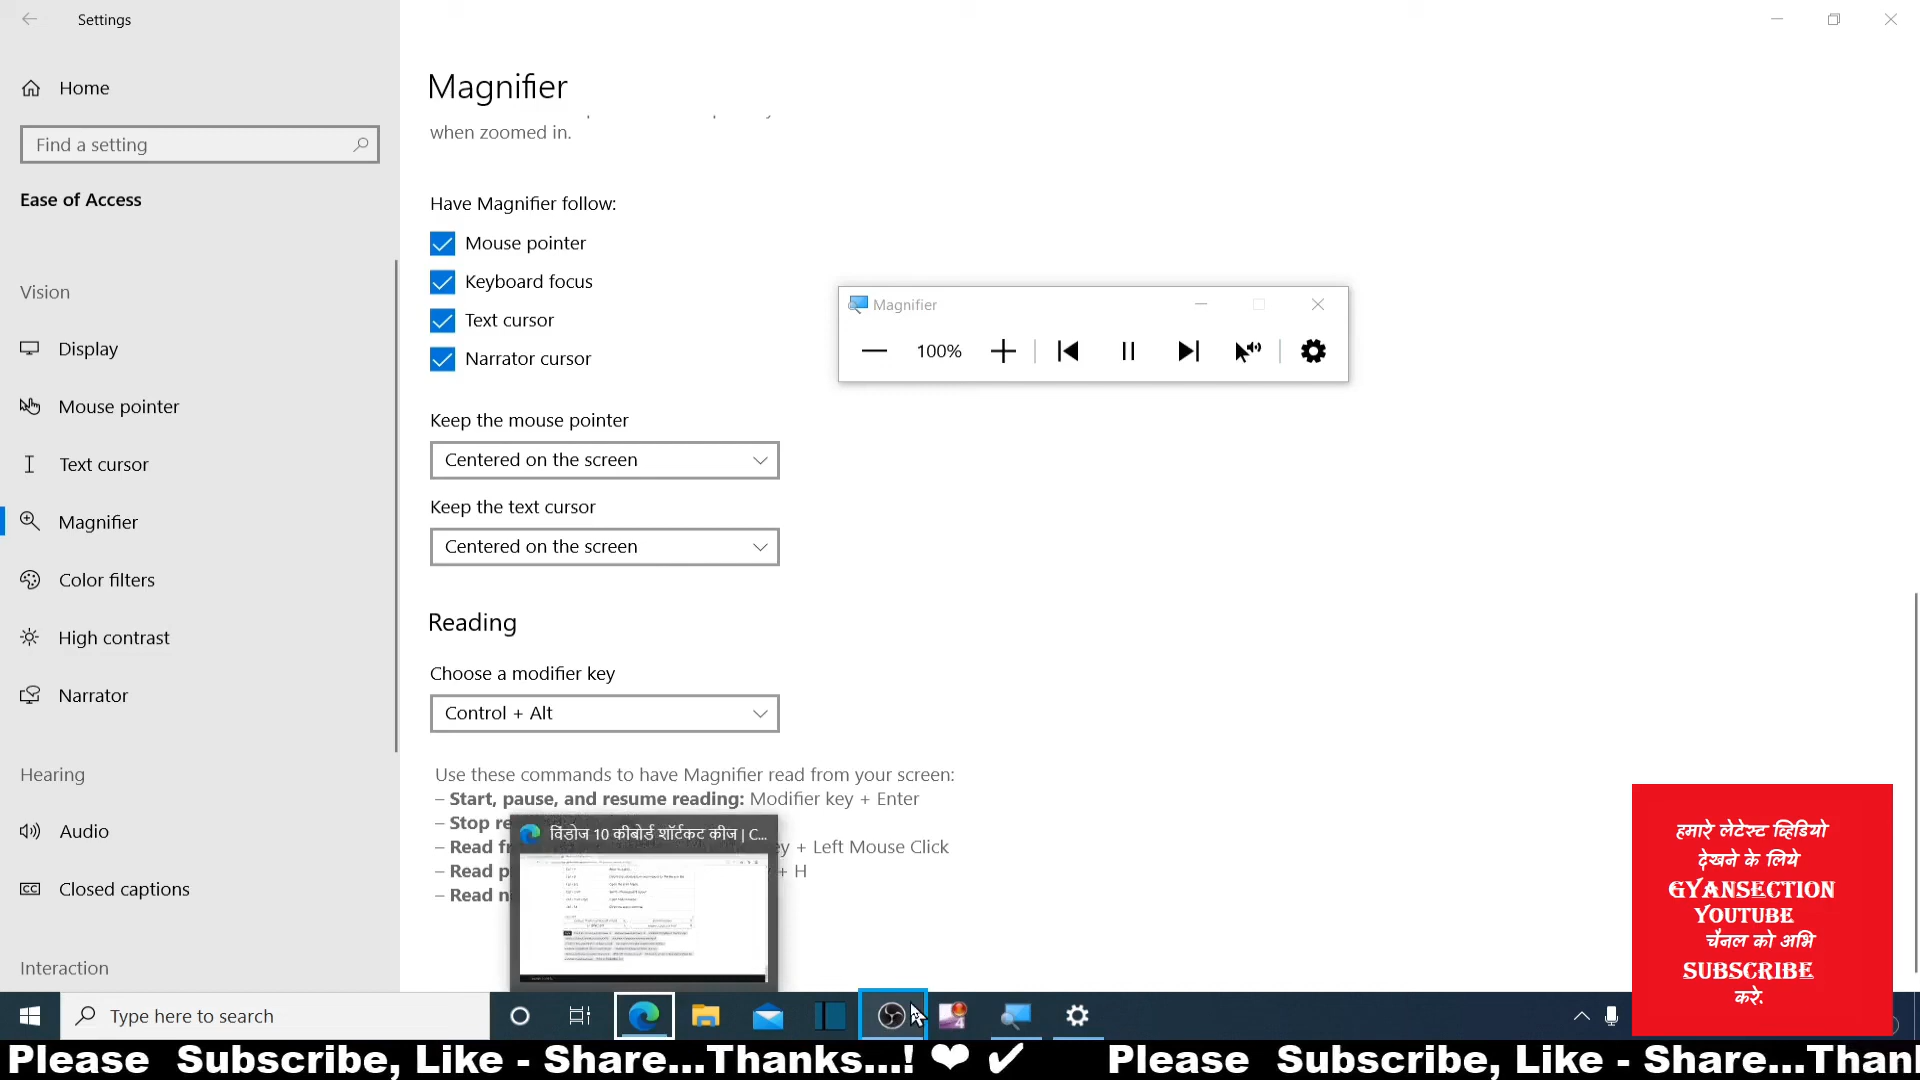 Settings
Home
Find a setting
Ease of Access
Vision
Display
Mouse pointer
Text cursor
Magnifier
Color filters
High contrast
Narrator
Hearing
Audio
Closed captions
Interaction
Magnifier
when zoomed in.
Have Magnifier follow:
Mouse pointer
Keyboard focus
Text cursor
Narrator cursor
Keep the mouse pointer
Centered on the screen
Keep the text cursor
Centered on the screen
Reading
Choose a modifier key
Control + Alt
Use these commands to have Magnifier read from your screen:
– Start, pause, and resume reading: Modifier key + Enter
– Stop re
– Read fr ey + Left Mouse Click
– Read p + H
– Read n
Magnifier
100%
विंडोज 10 कीबोर्ड शॉर्टकट कीज | C...
हमारे लेटेस्ट व्हिडियो
देखने के लिये
GYANSECTION
YOUTUBE
चैनल को अभि
SUBSCRIBE
करे.
Type here to search
Please Subscribe, Like - Share...Thanks...! ❤ ✔ Please Subscribe, Like - Share...Than